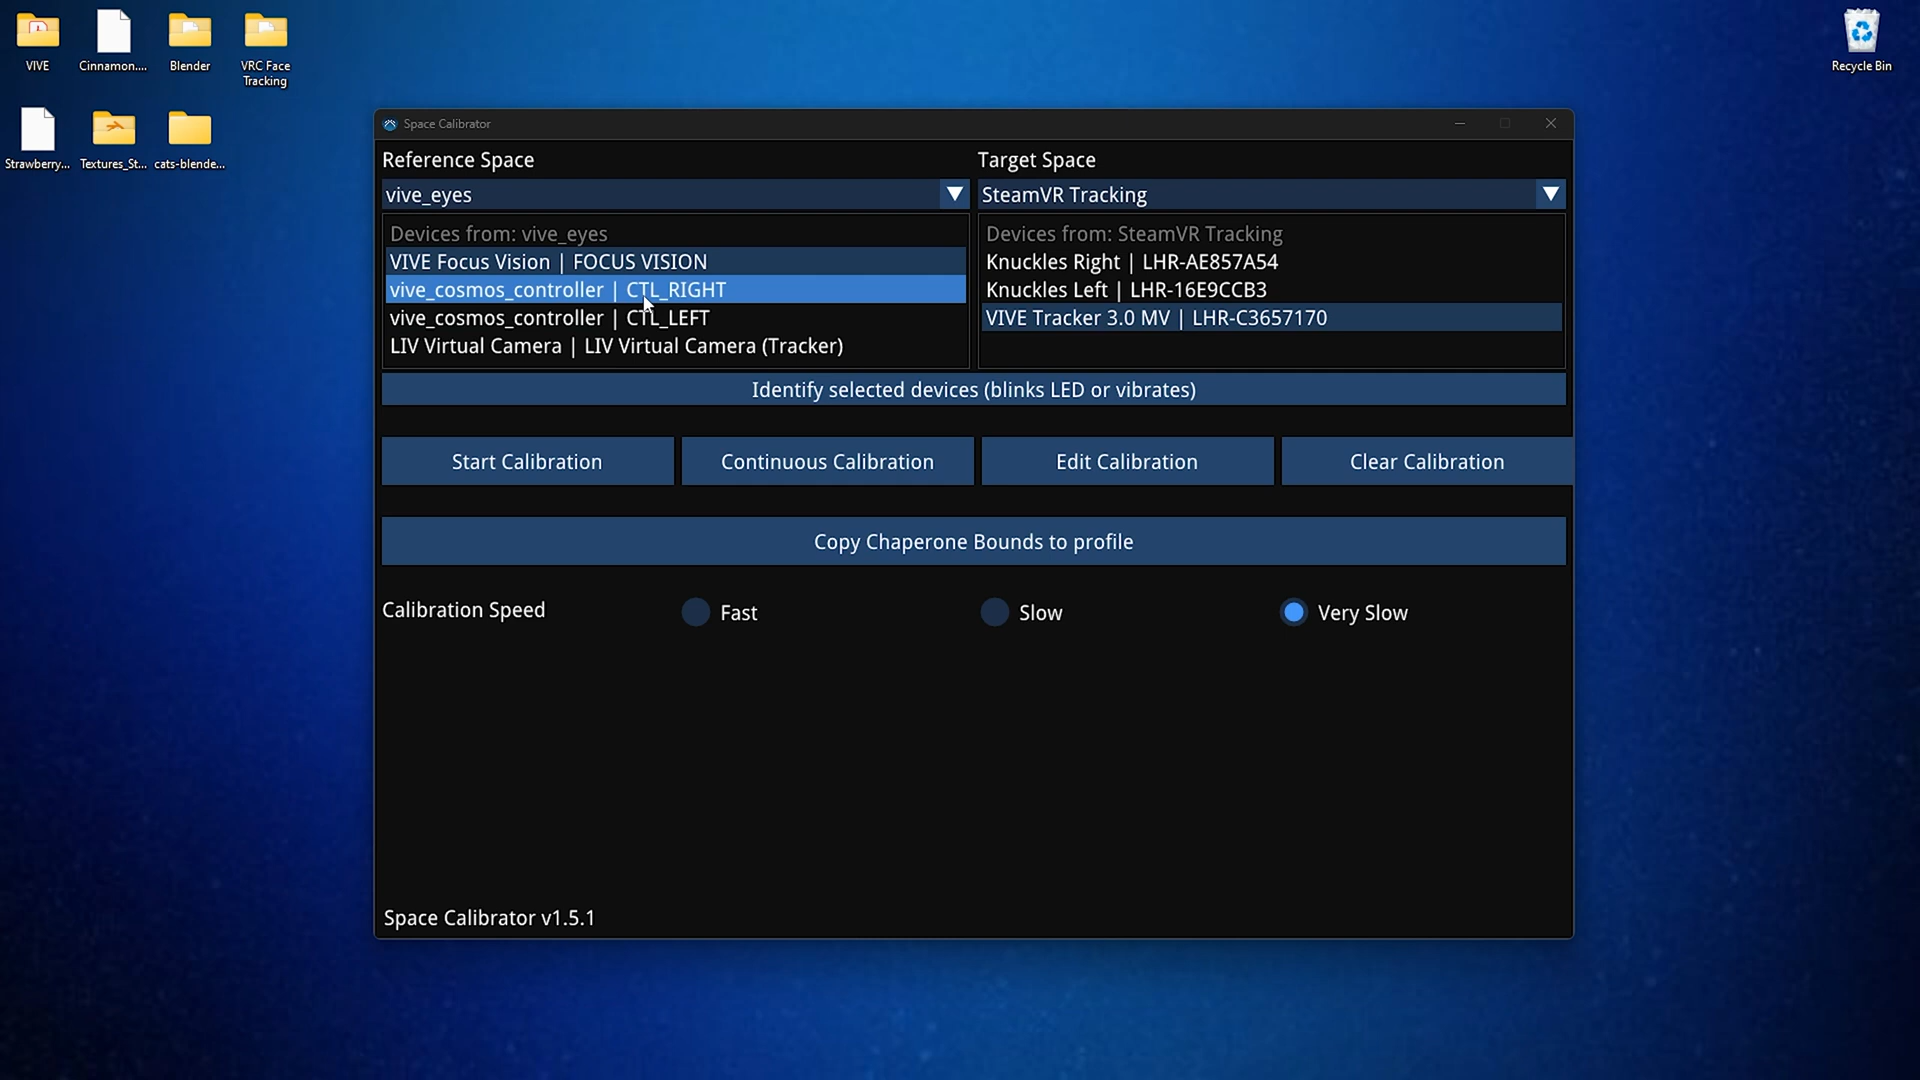 VIVE
Cinnamon....
Blender
VRC Face
Tracking
Recycle Bin
Strawberry...
Textures_St...
cats-blende...
Space Calibrator
Reference Space
Target Space
vive_eyes
SteamVR Tracking
Devices from: vive_eyes
VIVE Focus Vision | FOCUS VISION
vive_cosmos_controller | CTL_RIGHT
vive_cosmos_controller | CTL_LEFT
LIV Virtual Camera | LIV Virtual Camera (Tracker)
Devices from: SteamVR Tracking
Knuckles Right | LHR-AE857A54
Knuckles Left | LHR-16E9CCB3
VIVE Tracker 3.0 MV | LHR-C3657170
Identify selected devices (blinks LED or vibrates)
Start Calibration
Continuous Calibration
Edit Calibration
Clear Calibration
Copy Chaperone Bounds to profile
Calibration Speed
Fast
Slow
Very Slow
Space Calibrator v1.5.1